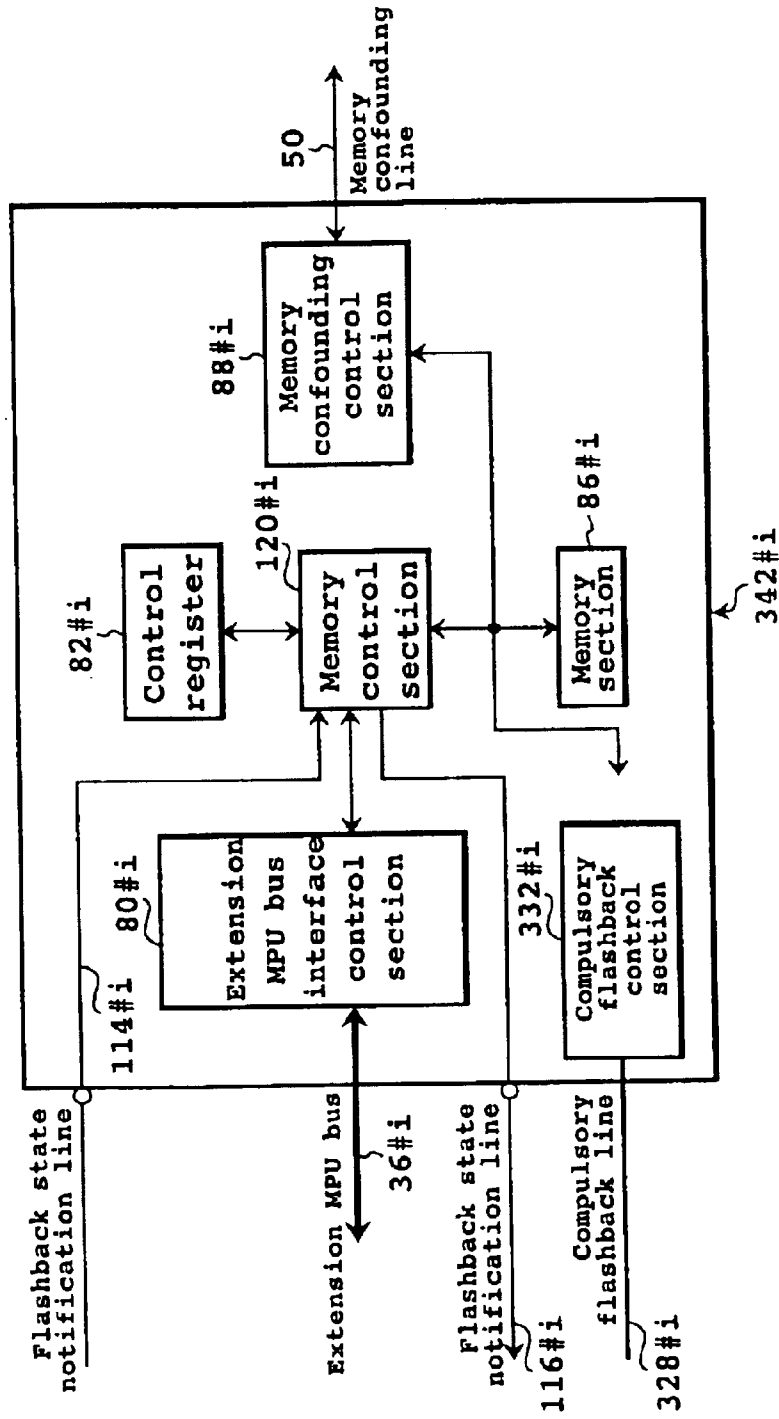 Flashback state
notification line
114#i
Extension MPU bus
36#i
Flashback state
notification line
116#i
Compulsory
flashback line
328#i
80#i
Extension
MPU bus
interface
control
section
332#i
Compulsory
flashback
control
section
82#i
Control
register
120#i
Memory
control
section
Memory
section
86#i
88#i
Memory
confounding
control
section
50
Memory
confounding
line
342#i